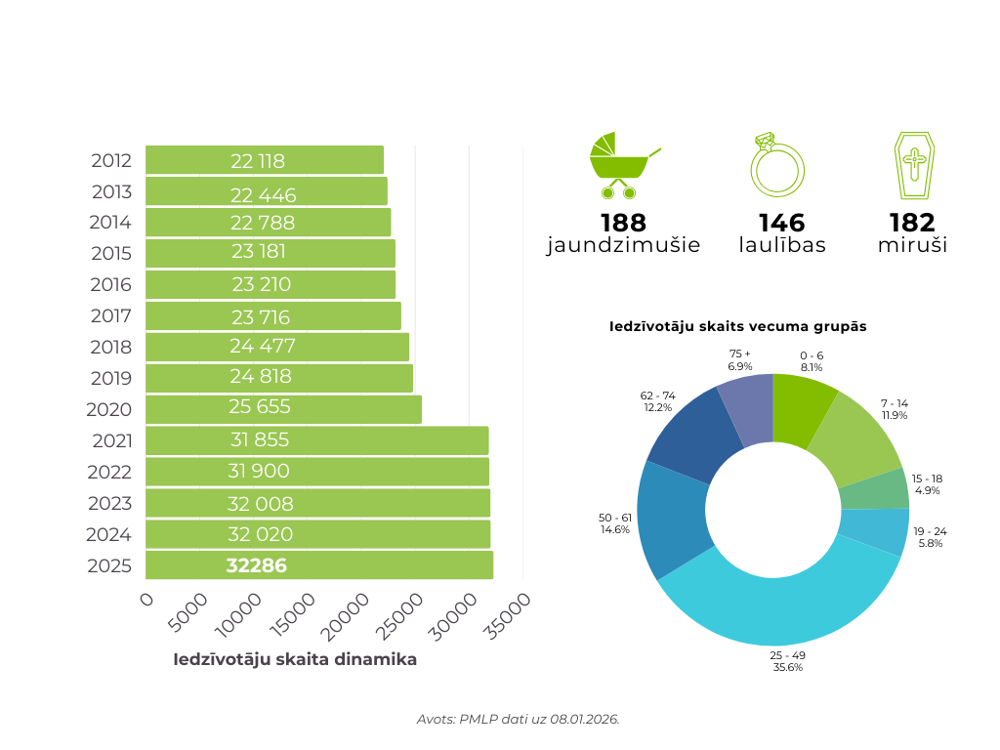 2012 22 118
2013 22 446
2014 22 788
2015 23 181
2016 23 210
2017 23 716
2018 24 477
2019 24 818
2020 25 655
2021 31 855
2022 31 900
2023 32 008
2024 32 020
2025 32286
0 5000 10000 15000 20000 25000 30000 35000
Iedzīvotāju skaita dinamika
188
jaundzimušie
146
laulības
182
miruši
Iedzīvotāju skaits vecuma grupās
0 - 6
8.1%
7 - 14
11.9%
15 - 18
4.9%
19 - 24
5.8%
25 - 49
35.6%
50 - 61
14.6%
62 - 74
12.2%
75 +
6.9%
Avots: PMLP dati uz 08.01.2026.